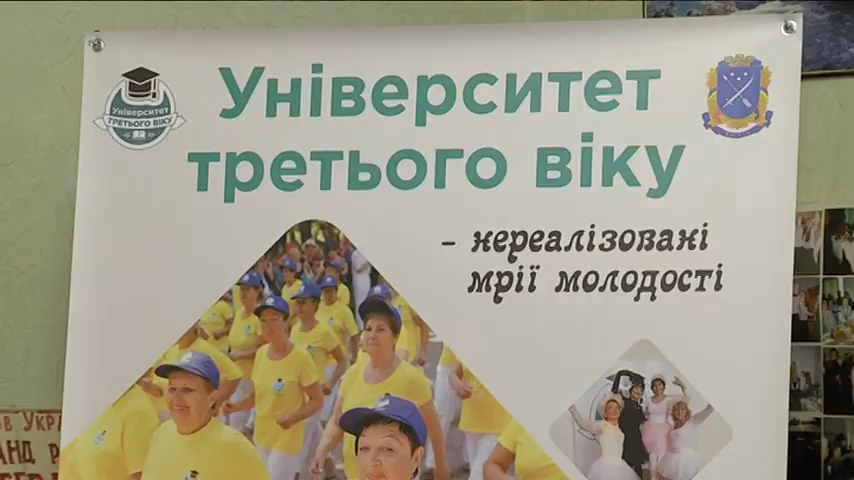 Університет
третього віку
– нереалізовані
мрії молодості
Університет
ТРЕТЬОГО ВІКУ